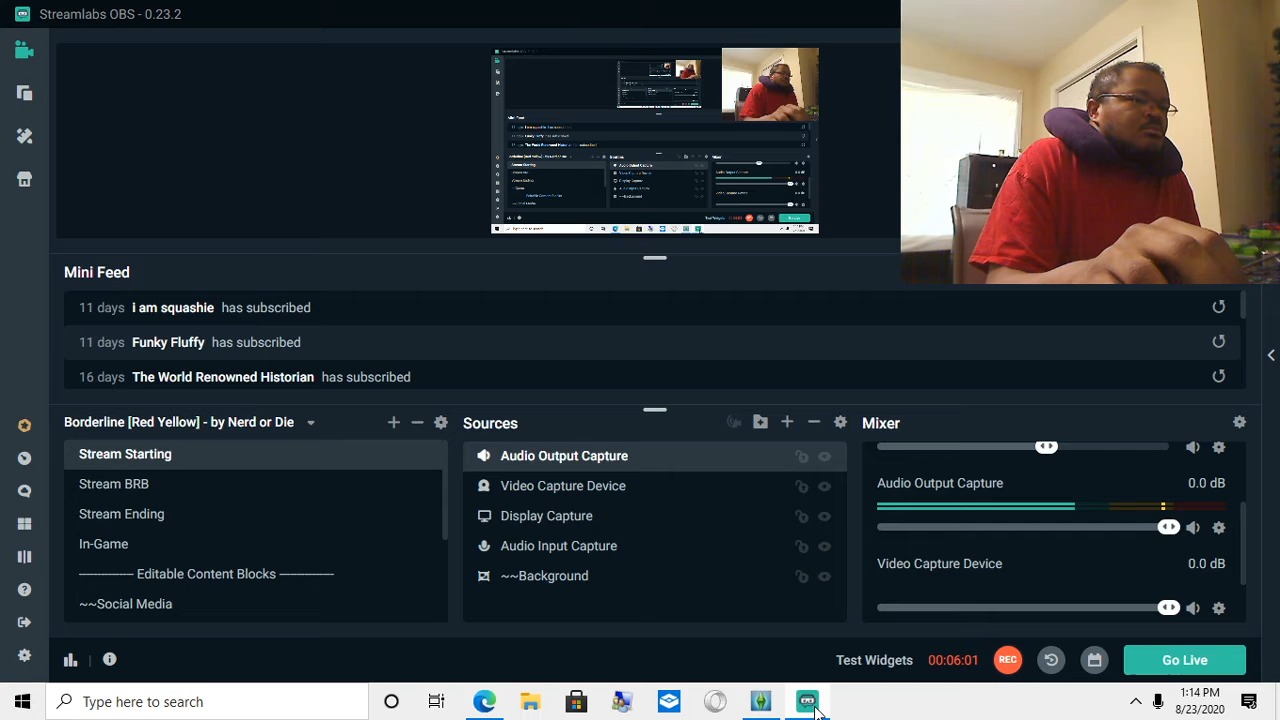 Streamlabs OBS - 0.23.2
Mini Feed
11 days i am squashie has subscribed
11 days Funky Fluffy has subscribed
16 days The World Renowned Historian has subscribed
Borderline [Red Yellow] - by Nerd or Die
Stream Starting
Stream BRB
Stream Ending
In-Game
-------------- Editable Content Blocks --------------
~~Social Media
Sources
Audio Output Capture
Video Capture Device
Display Capture
Audio Input Capture
~~Background
Mixer
Audio Output Capture 0.0 dB
Video Capture Device 0.0 dB
Test Widgets 00:06:01 REC Go Live
Type here to search
1:14 PM
8/23/2020